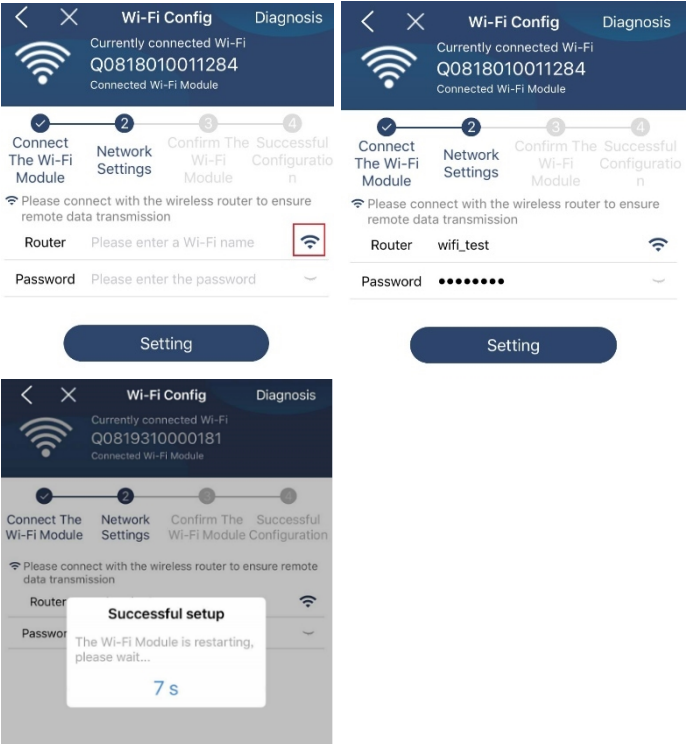 Wi-Fi Config Diagnosis
Currently connected Wi-Fi
Q0818010011284
Connected Wi-Fi Module
2 3 4
Connect
The Wi-Fi
Module
Network
Settings
Confirm The
Wi-Fi
Module
Successful
Configuratio
n
Please connect with the wireless router to ensure
remote data transmission
Router Please enter a Wi-Fi name
Password Please enter the password
Setting
Wi-Fi Config Diagnosis
Currently connected Wi-Fi
Q0818010011284
Connected Wi-Fi Module
2 3 4
Connect
The Wi-Fi
Module
Network
Settings
Confirm The
Wi-Fi
Module
Successful
Configuratio
n
Please connect with the wireless router to ensure
remote data transmission
Router wifi_test
Password ●●●●●●●●
Setting
Wi-Fi Config Diagnosis
Currently connected Wi-Fi
Q0819310000181
Connected Wi-Fi Module
2 3 4
Connect The
Wi-Fi Module
Network
Settings
Confirm The
Wi-Fi Module
Successful
Configuration
Please connect with the wireless router to ensure remote
data transmission
Router
Passwor
Successful setup
The Wi-Fi Module is restarting,
please wait...
7 s